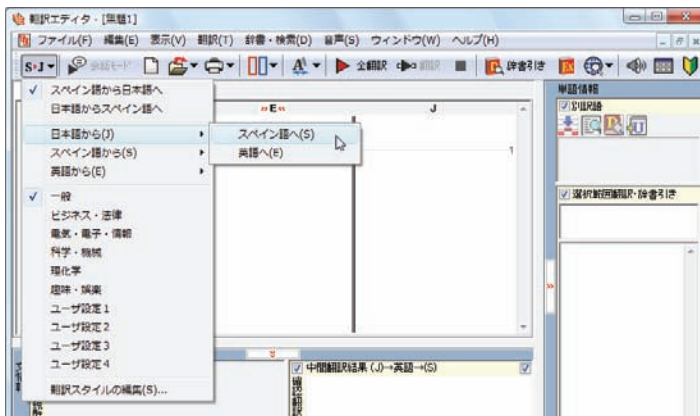 翻訳エディタ - [無題1]
ファイル(F) 編集(E) 表示(V) 翻訳(T) 辞書・検索(D) 音声(S) ウィンドウ(W) ヘルプ(H)
S›J 会話モード 全翻訳 翻訳 辞書引き
スペイン語から日本語へ
日本語からスペイン語へ
日本語から(J)
スペイン語から(S)
英語から(E)
一般
ビジネス・法律
電気・電子・情報
科学・機械
理化学
趣味・娯楽
ユーザ設定1
ユーザ設定2
ユーザ設定3
ユーザ設定4
翻訳スタイルの編集(S)...
スペイン語へ(S)
英語へ(E)
»E«
J
1
単語情報
別訳語
選択範囲翻訳・辞書引き
中間翻訳結果 (J)→英語→(S)